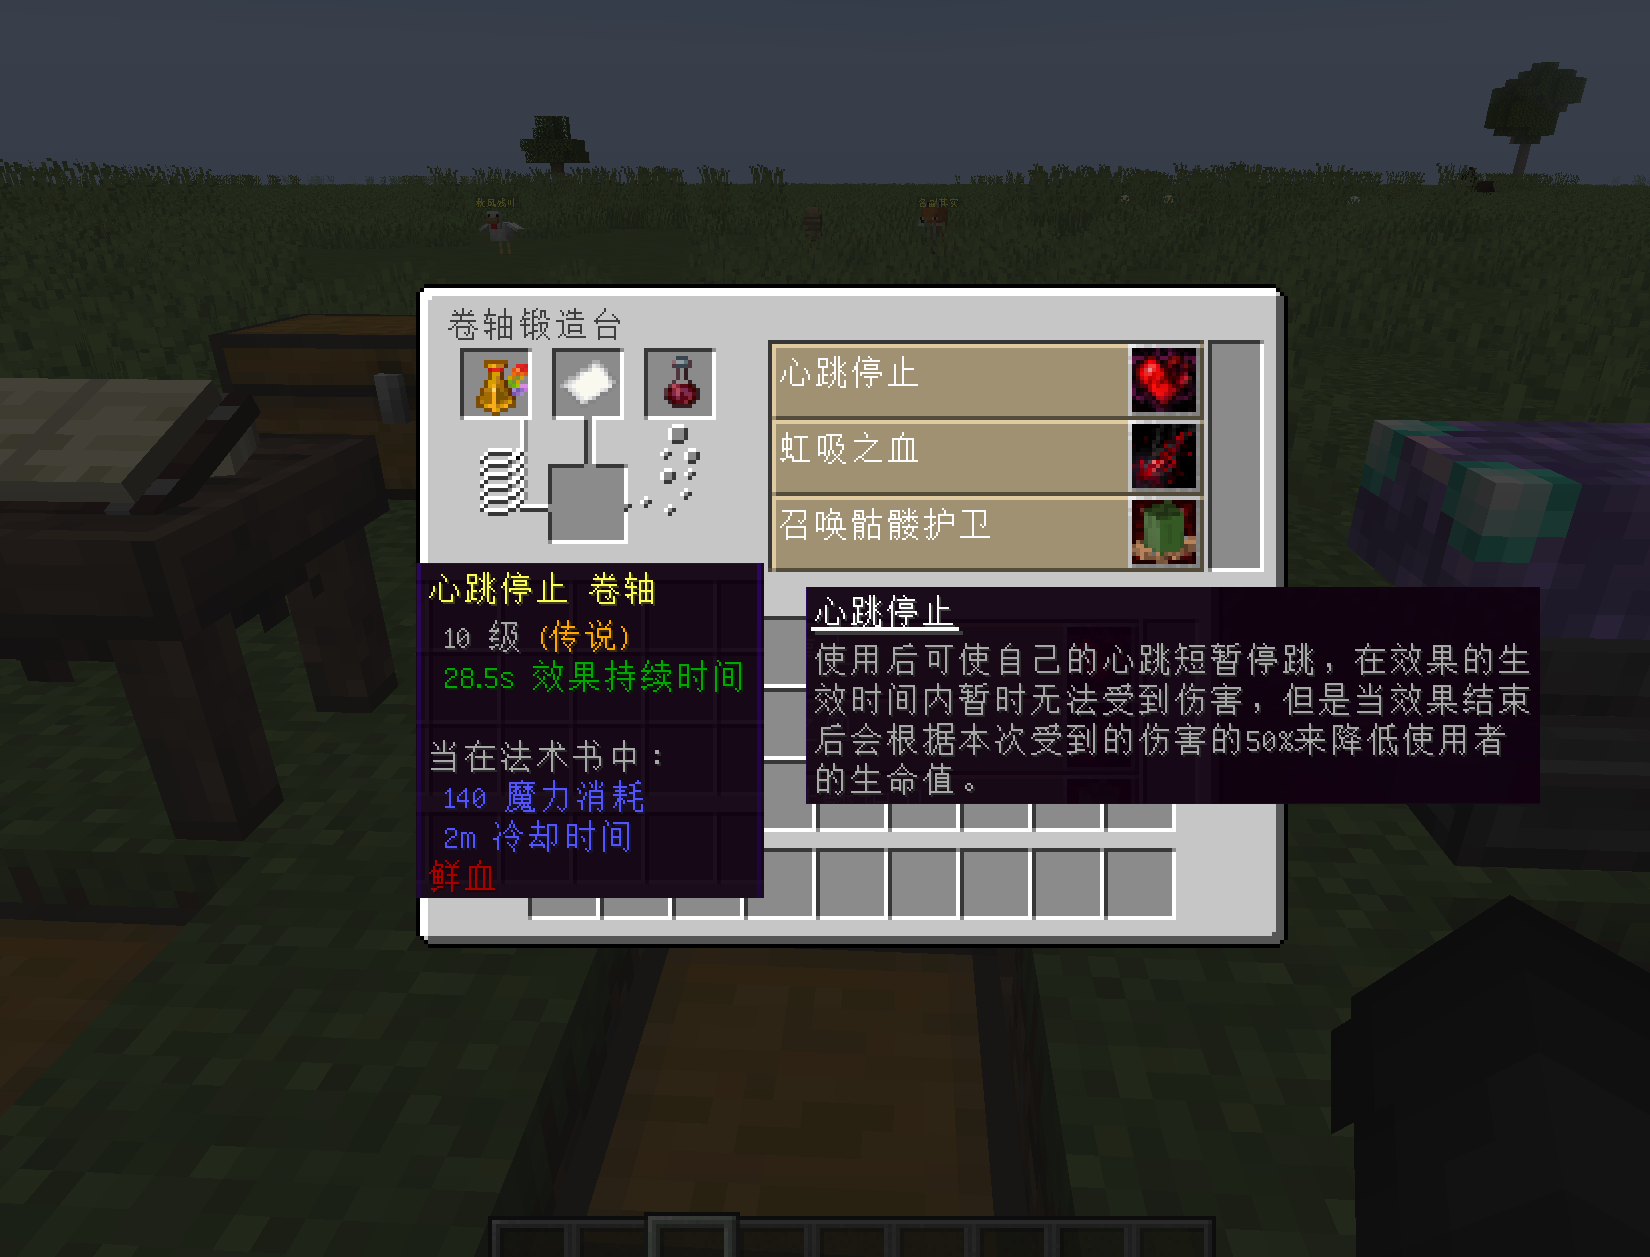 卷轴锻造台
心跳停止
虹吸之血
召唤骷髅护卫
心跳停止 卷轴
10 级 (传说)
28.5s 效果持续时间
当在法术书中：
140 魔力消耗
2m 冷却时间
鲜血
心跳停止
使用后可使自己的心跳短暂停跳，在效果的生
效时间内暂时无法受到伤害，但是当效果结束
后会根据本次受到的伤害的50%来降低使用者
的生命值。